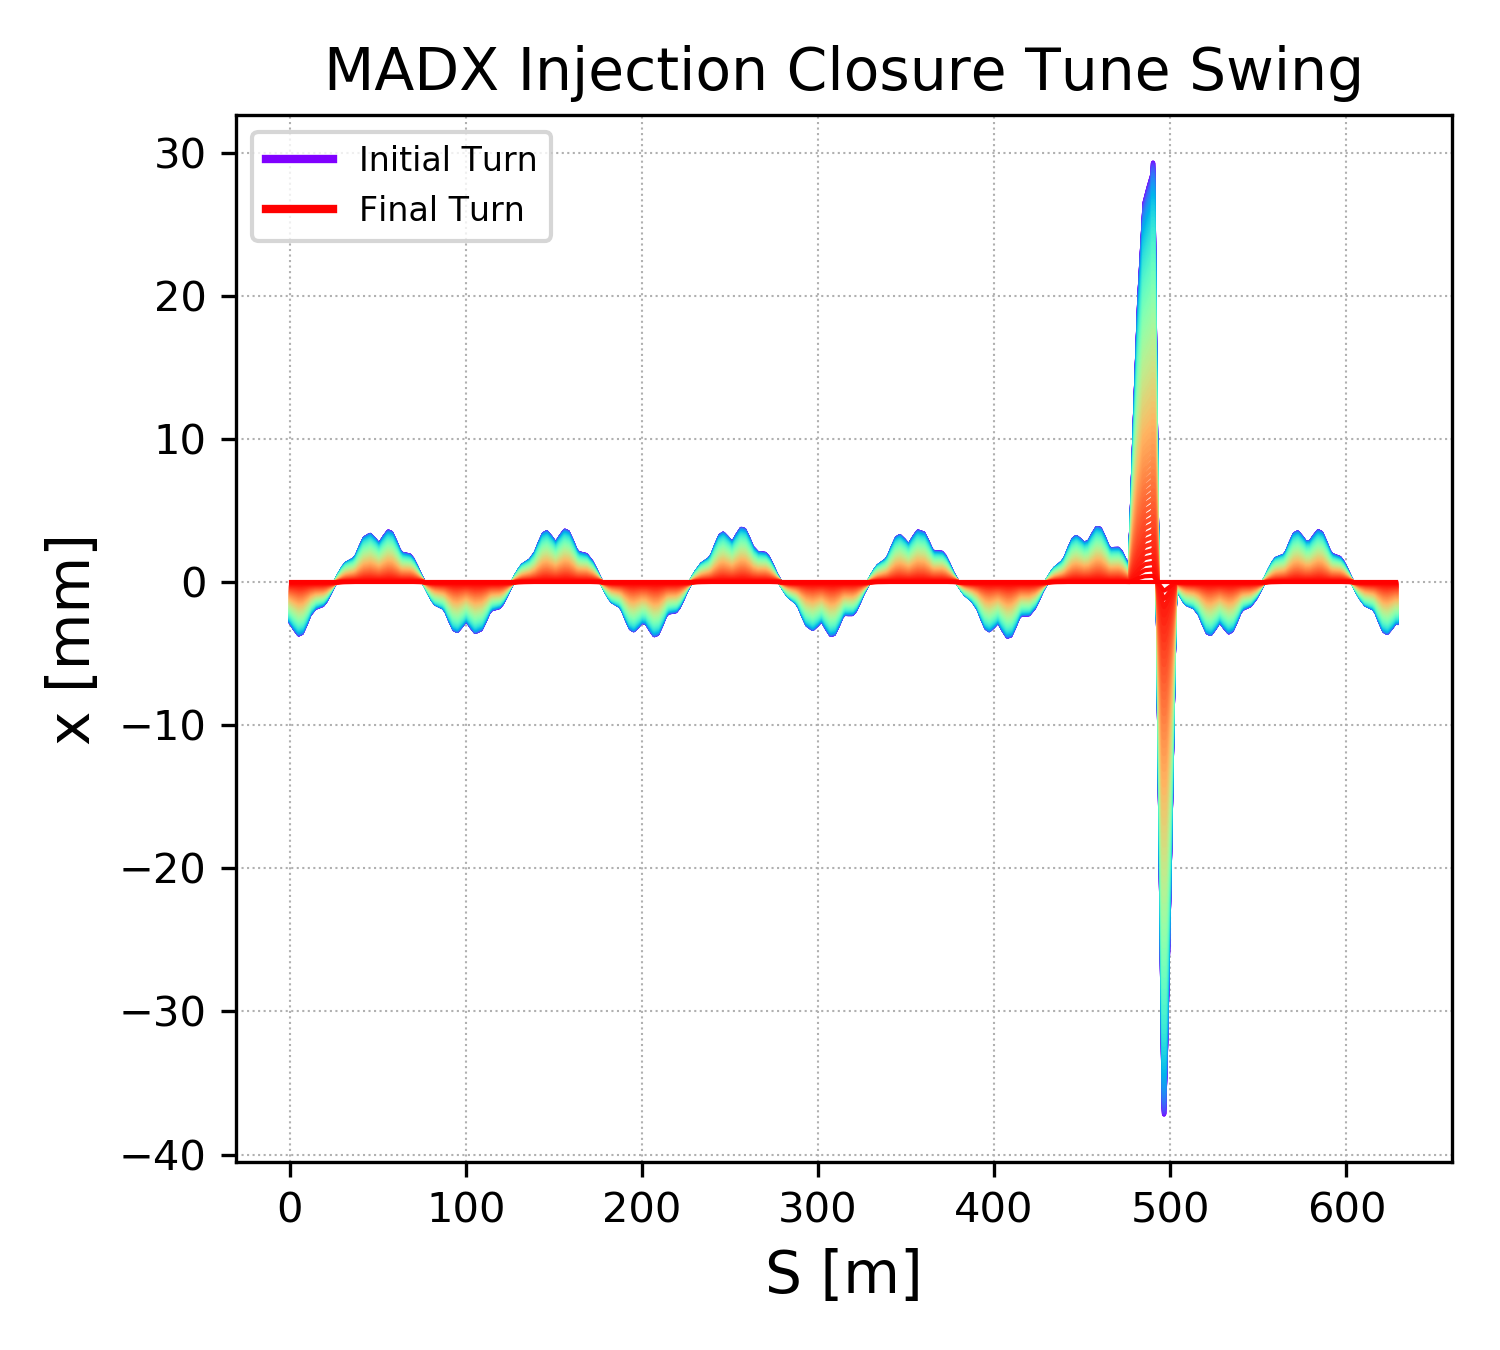 MADX Injection Closure Tune Swing
Initial Turn
Final Turn
30
20
10
0
−10
−20
−30
−40
x [mm]
0 100 200 300 400 500 600
S [m]